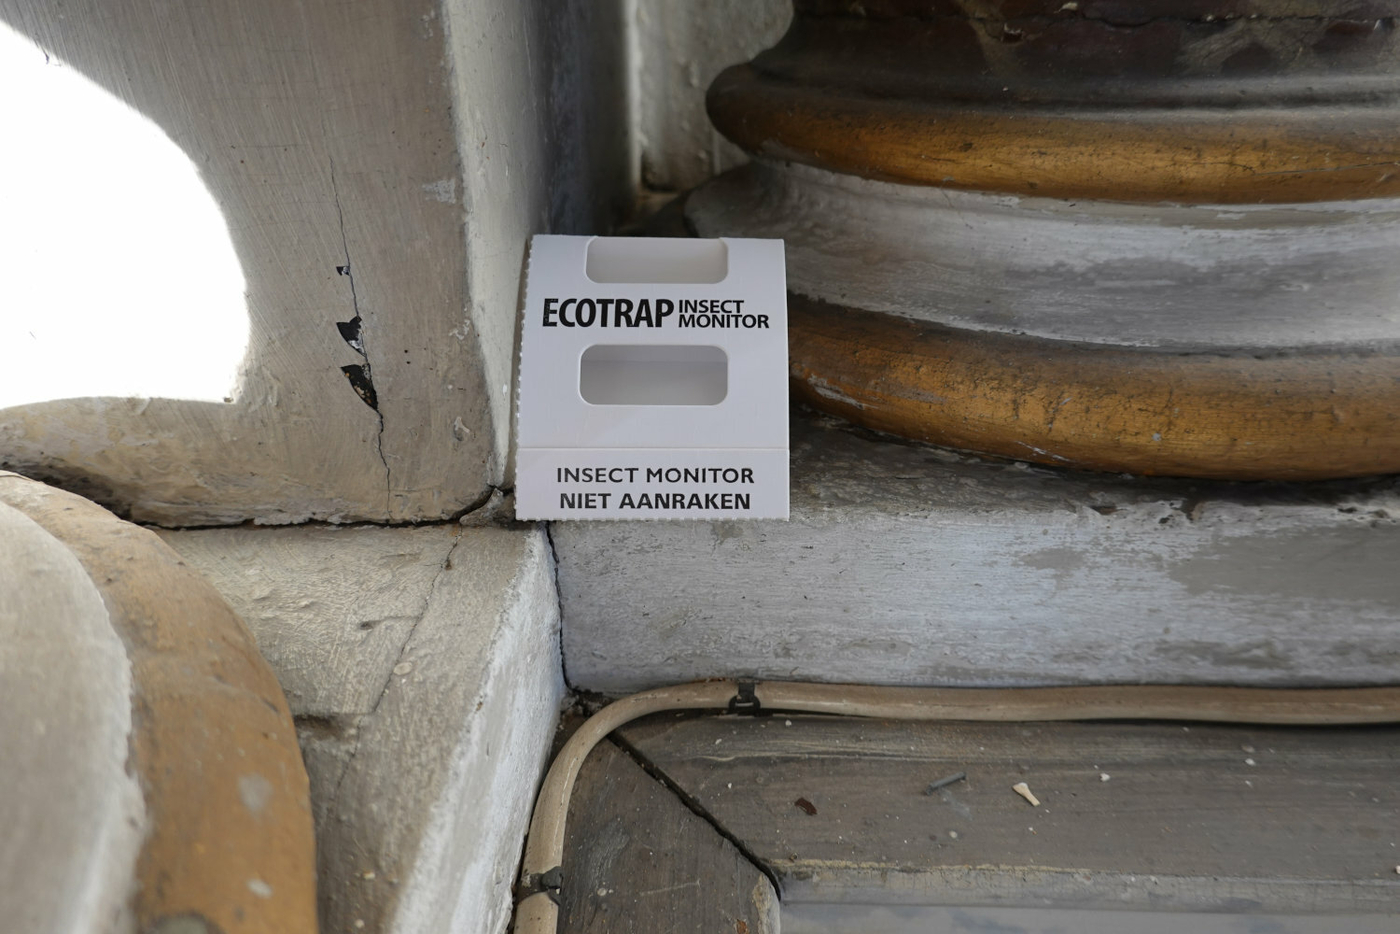 ECOTRAP INSECT MONITOR
INSECT MONITOR
NIET AANRAKEN